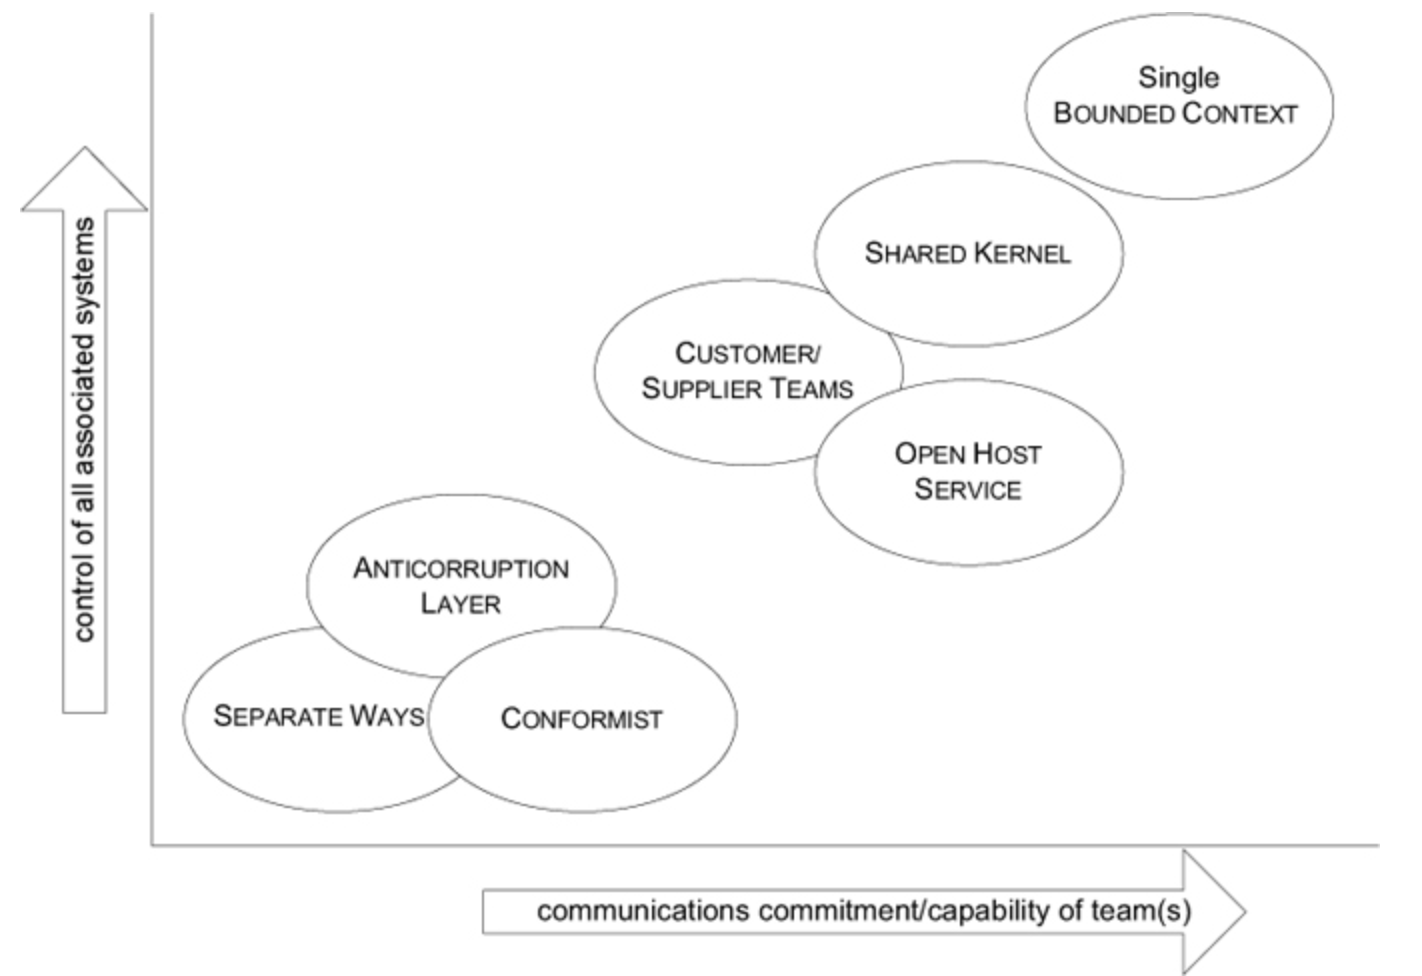 Single
BOUNDED CONTEXT
SHARED KERNEL
CUSTOMER/
SUPPLIER TEAMS
OPEN HOST
SERVICE
ANTICORRUPTION
LAYER
SEPARATE WAYS
CONFORMIST
control of all associated systems
communications commitment/capability of team(s)